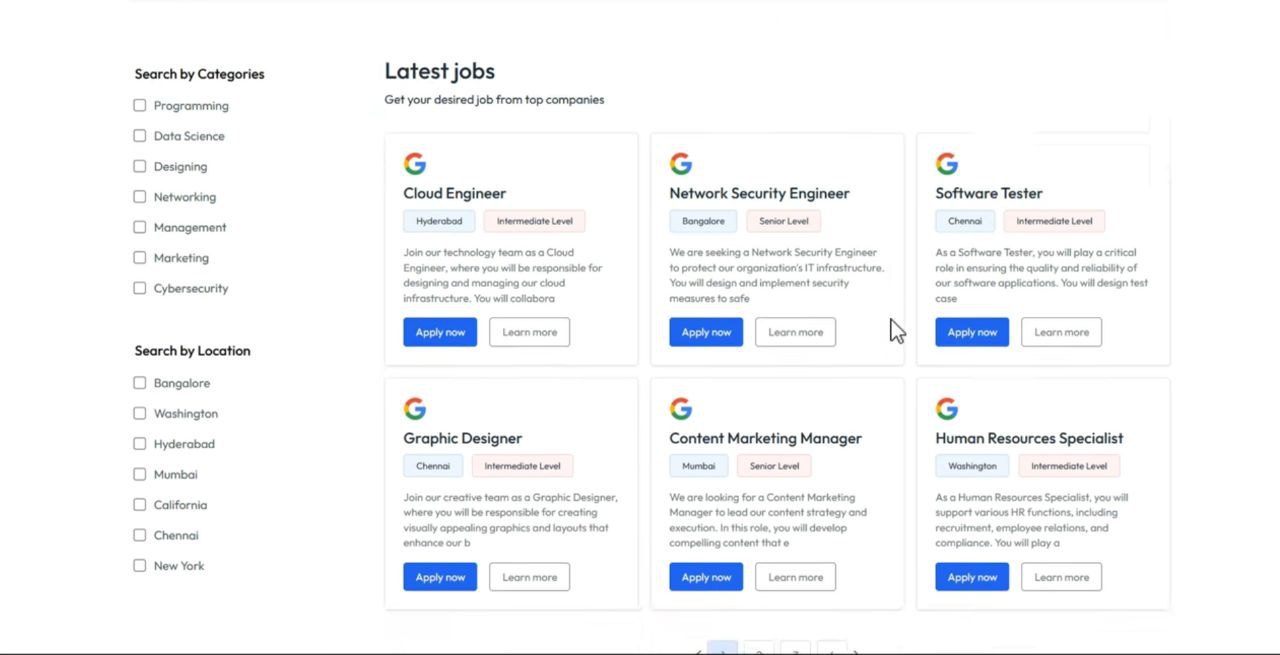 Search by Categories
Programming
Data Science
Designing
Networking
Management
Marketing
Cybersecurity
Search by Location
Bangalore
Washington
Hyderabad
Mumbai
California
Chennai
New York
Latest jobs
Get your desired job from top companies
Cloud Engineer
Hyderabad Intermediate Level
Join our technology team as a Cloud
Engineer, where you will be responsible for
designing and managing our cloud
infrastructure. You will collabora
Apply now Learn more
Network Security Engineer
Bangalore Senior Level
We are seeking a Network Security Engineer
to protect our organization's IT infrastructure.
You will design and implement security
measures to safe
Apply now Learn more
Software Tester
Chennai Intermediate Level
As a Software Tester, you will play a critical
role in ensuring the quality and reliability of
our software applications. You will design test
case
Apply now Learn more
Graphic Designer
Chennai Intermediate Level
Join our creative team as a Graphic Designer,
where you will be responsible for creating
visually appealing graphics and layouts that
enhance our b
Apply now Learn more
Content Marketing Manager
Mumbai Senior Level
We are looking for a Content Marketing
Manager to lead our content strategy and
execution. In this role, you will develop
compelling content that e
Apply now Learn more
Human Resources Specialist
Washington Intermediate Level
As a Human Resources Specialist, you will
support various HR functions, including
recruitment, employee relations, and
compliance. You will play a
Apply now Learn more